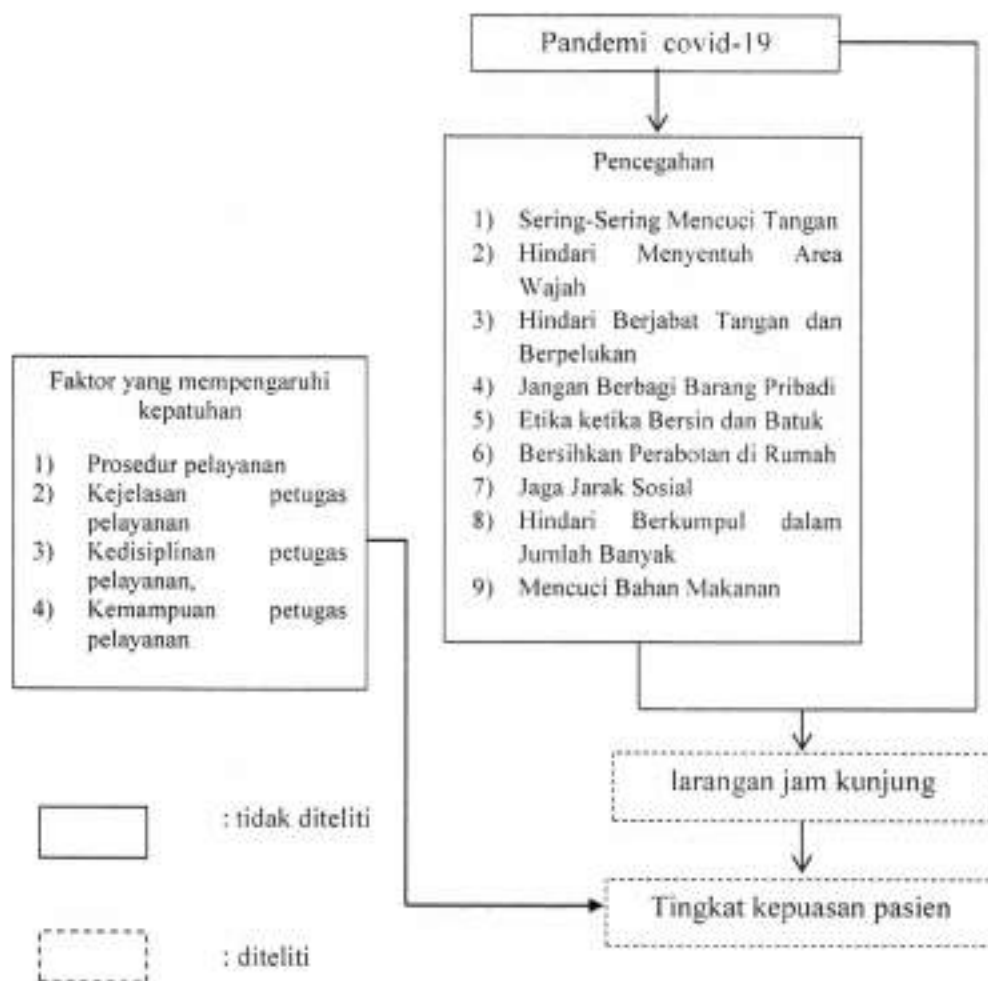 Pandemi covid-19
Pencegahan
1) Sering-Sering Mencuci Tangan
2) Hindari Menyentuh Area
Wajah
3) Hindari Berjabat Tangan dan
Berpelukan
4) Jangan Berbagi Barang Pribadi
5) Etika ketika Bersin dan Batuk
6) Bersihkan Perabotan di Rumah
7) Jaga Jarak Sosial
8) Hindari Berkumpul dalam
Jumlah Banyak
9) Mencuci Bahan Makanan
Faktor yang mempengaruhi
kepatuhan
1) Prosedur pelayanan
2) Kejelasan petugas
pelayanan
3) Kedisiplinan petugas
pelayanan,
4) Kemampuan petugas
pelayanan
larangan jam kunjung
Tingkat kepuasan pasien
: tidak diteliti
: diteliti